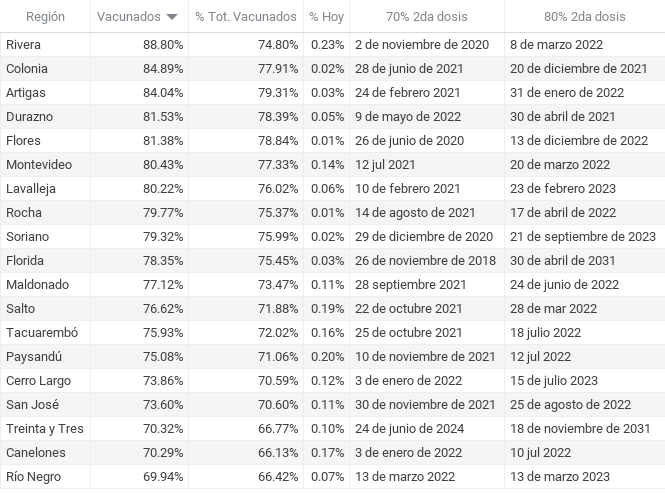 Región Vacunados % Tot. Vacunados % Hoy 70% 2da dosis 80% 2da dosis
Rivera 88.80% 74.80% 0.23% 2 de noviembre de 2020 8 de marzo 2022
Colonia 84.89% 77.91% 0.02% 28 de junio de 2021 20 de diciembre de 2021
Artigas 84.04% 79.31% 0.03% 24 de febrero 2021 31 de enero de 2022
Durazno 81.53% 78.39% 0.05% 9 de mayo de 2022 30 de abril de 2021
Flores 81.38% 78.84% 0.01% 26 de junio de 2020 13 de diciembre de 2022
Montevideo 80.43% 77.33% 0.14% 12 jul 2021 20 de marzo 2022
Lavalleja 80.22% 76.02% 0.06% 10 de febrero 2021 23 de febrero 2023
Rocha 79.77% 75.37% 0.01% 14 de agosto de 2021 17 de abril de 2022
Soriano 79.32% 75.99% 0.02% 29 de diciembre de 2020 21 de septiembre de 2023
Florida 78.35% 75.45% 0.03% 26 de noviembre de 2018 30 de abril de 2031
Maldonado 77.12% 73.47% 0.11% 28 septiembre 2021 24 de junio de 2022
Salto 76.62% 71.88% 0.19% 22 de octubre 2021 28 de mar 2022
Tacuarembó 75.93% 72.02% 0.16% 25 de octubre 2021 18 julio 2022
Paysandú 75.08% 71.06% 0.20% 10 de noviembre de 2021 12 jul 2022
Cerro Largo 73.86% 70.59% 0.12% 3 de enero de 2022 15 de julio 2023
San José 73.60% 70.60% 0.11% 30 de noviembre de 2021 25 de agosto de 2022
Treinta y Tres 70.32% 66.77% 0.10% 24 de junio de 2024 18 de noviembre de 2031
Canelones 70.29% 66.13% 0.17% 3 de enero de 2022 10 jul 2022
Río Negro 69.94% 66.42% 0.07% 13 de marzo 2022 13 de marzo 2023